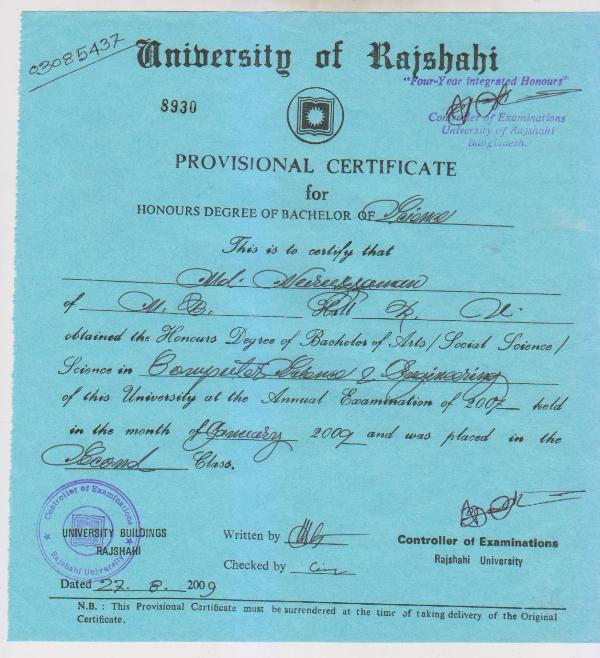 03085437
University of Rajshahi
"Four-Year integrated Honours"
8930
Controller of Examinations
University of Rajshahi
Bangladesh.
PROVISIONAL CERTIFICATE
for
HONOURS DEGREE OF BACHELOR OF Science
This is to certify that
Md.
of M. B. Hall R. U.
obtained the Honours Degree of Bachelor of Arts/Social Science/
Science in Computer Science & Engineering
of this University at the Annual Examination of 2007 held
in the month of January 2009 and was placed in the
Second Class.
Controller of Examinations
Rajshahi University
UNIVERSITY BUILDINGS
RAJSHAHI
Written by
Checked by
Controller of Examinations
Rajshahi University
Dated 27. 8. 2009
N.B. : This Provisional Certificate must be surrendered at the time of taking delivery of the Original
Certificate.